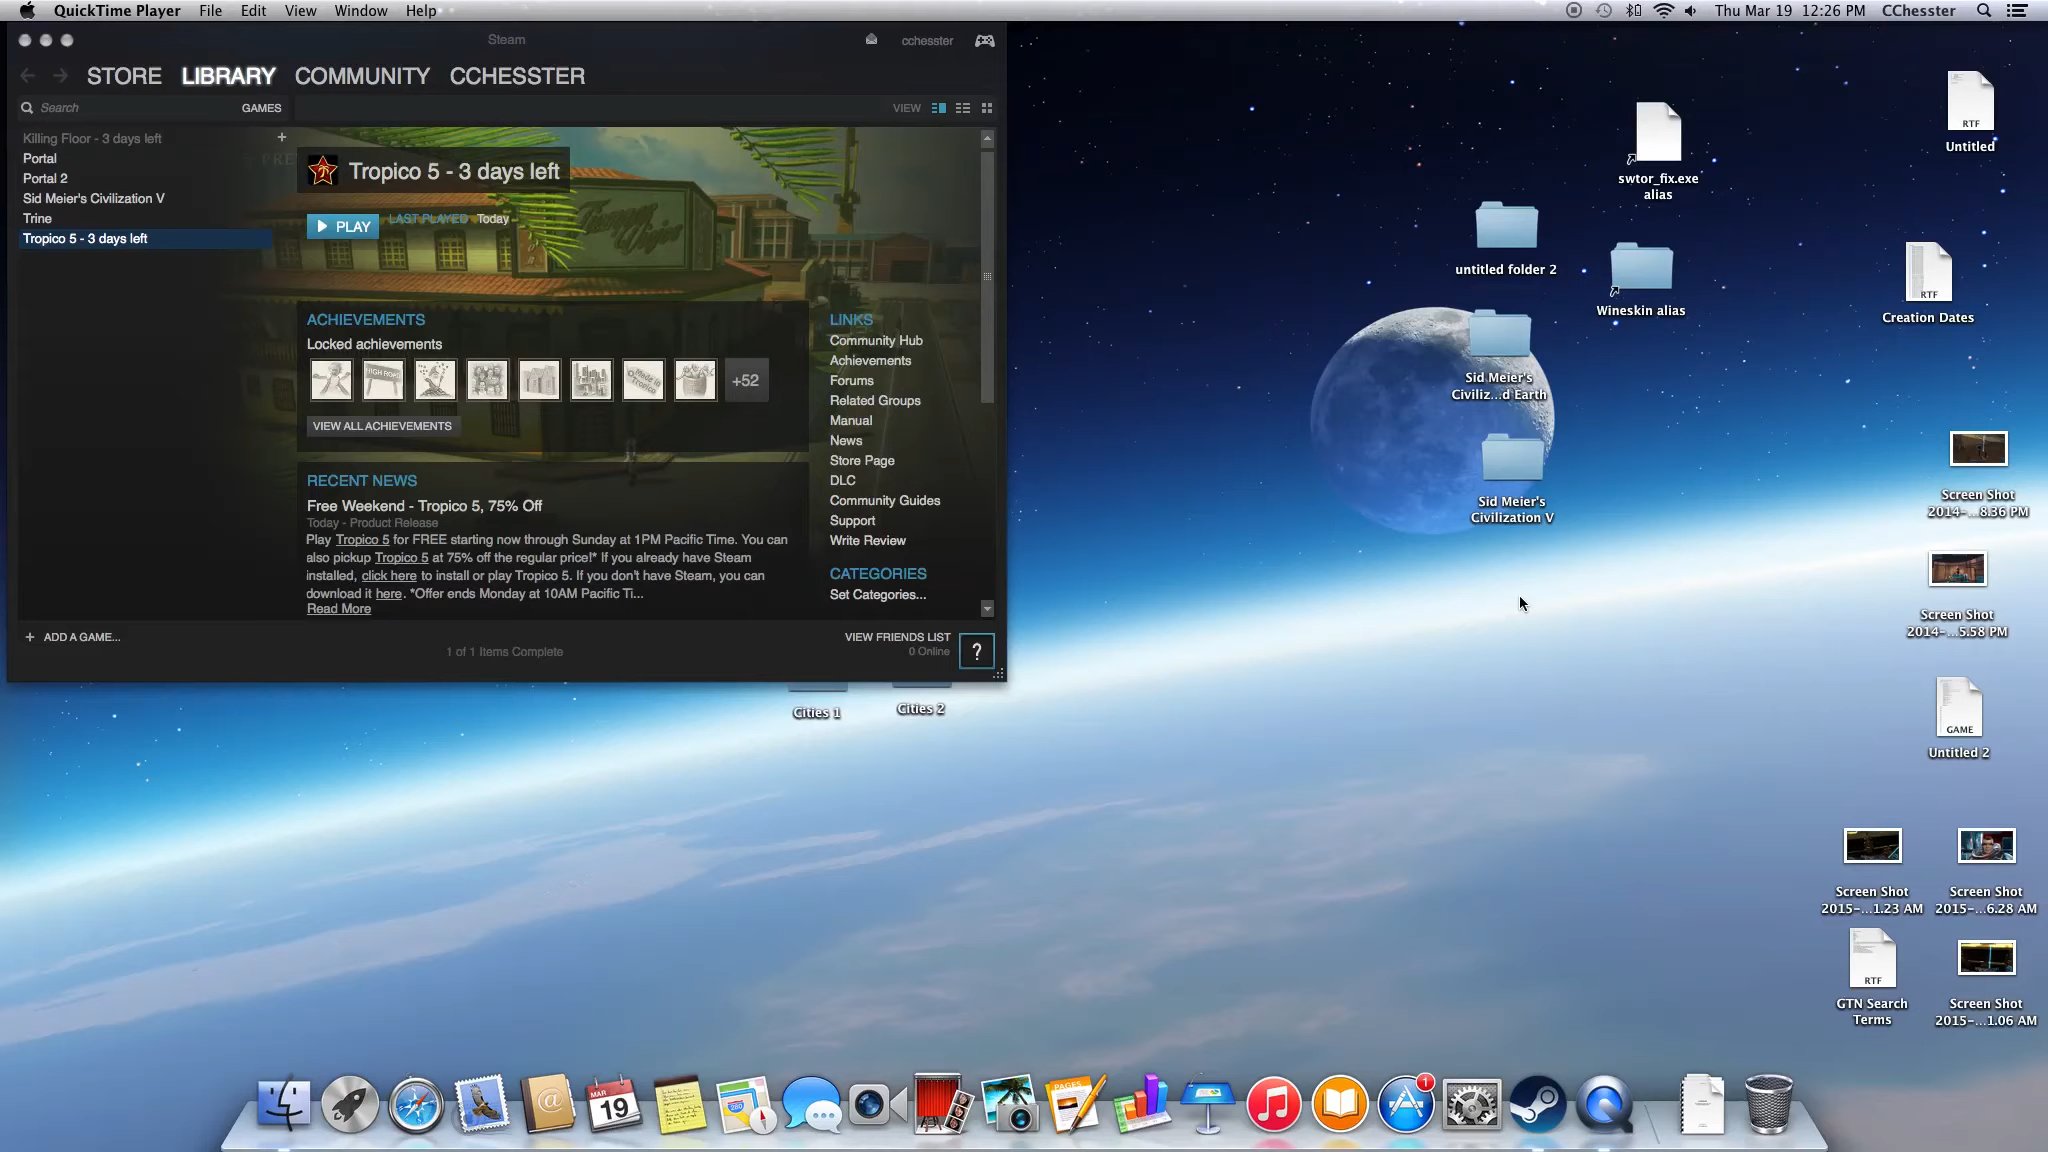 QuickTime Player File Edit View Window Help
Thu Mar 19 12:26 PM CChesster
Steam
cchesster
STORE LIBRARY COMMUNITY CCHESSTER
Search GAMES
VIEW
Killing Floor - 3 days left
Portal
Portal 2
Sid Meier's Civilization V
Trine
Tropico 5 - 3 days left
Tropico 5 - 3 days left
PLAY
LAST PLAYED Today
ACHIEVEMENTS
Locked achievements
HIGH ROAD
Made in Tropico
+52
VIEW ALL ACHIEVEMENTS
RECENT NEWS
Free Weekend - Tropico 5, 75% Off
Today - Product Release
Play Tropico 5 for FREE starting now through Sunday at 1PM Pacific Time. You can
also pickup Tropico 5 at 75% off the regular price!* If you already have Steam
installed, click here to install or play Tropico 5. If you don't have Steam, you can
download it here. *Offer ends Monday at 10AM Pacific Ti...
Read More
LINKS
Community Hub
Achievements
Forums
Related Groups
Manual
News
Store Page
DLC
Community Guides
Support
Write Review
CATEGORIES
Set Categories...
+ ADD A GAME...
1 of 1 Items Complete
VIEW FRIENDS LIST
0 Online
?
Cities 1
Cities 2
swtor_fix.exe
alias
untitled folder 2
Wineskin alias
Sid Meier's
Civiliz...d Earth
Sid Meier's
Civilization V
RTF
Untitled
RTF
Creation Dates
Screen Shot
2014-...8.36 PM
Screen Shot
2014-...5.58 PM
GAME
Untitled 2
Screen Shot
2015-...1.23 AM
Screen Shot
2015-...6.28 AM
RTF
GTN Search
Terms
Screen Shot
2015-...1.06 AM
MAR
19
280
PAGES
1